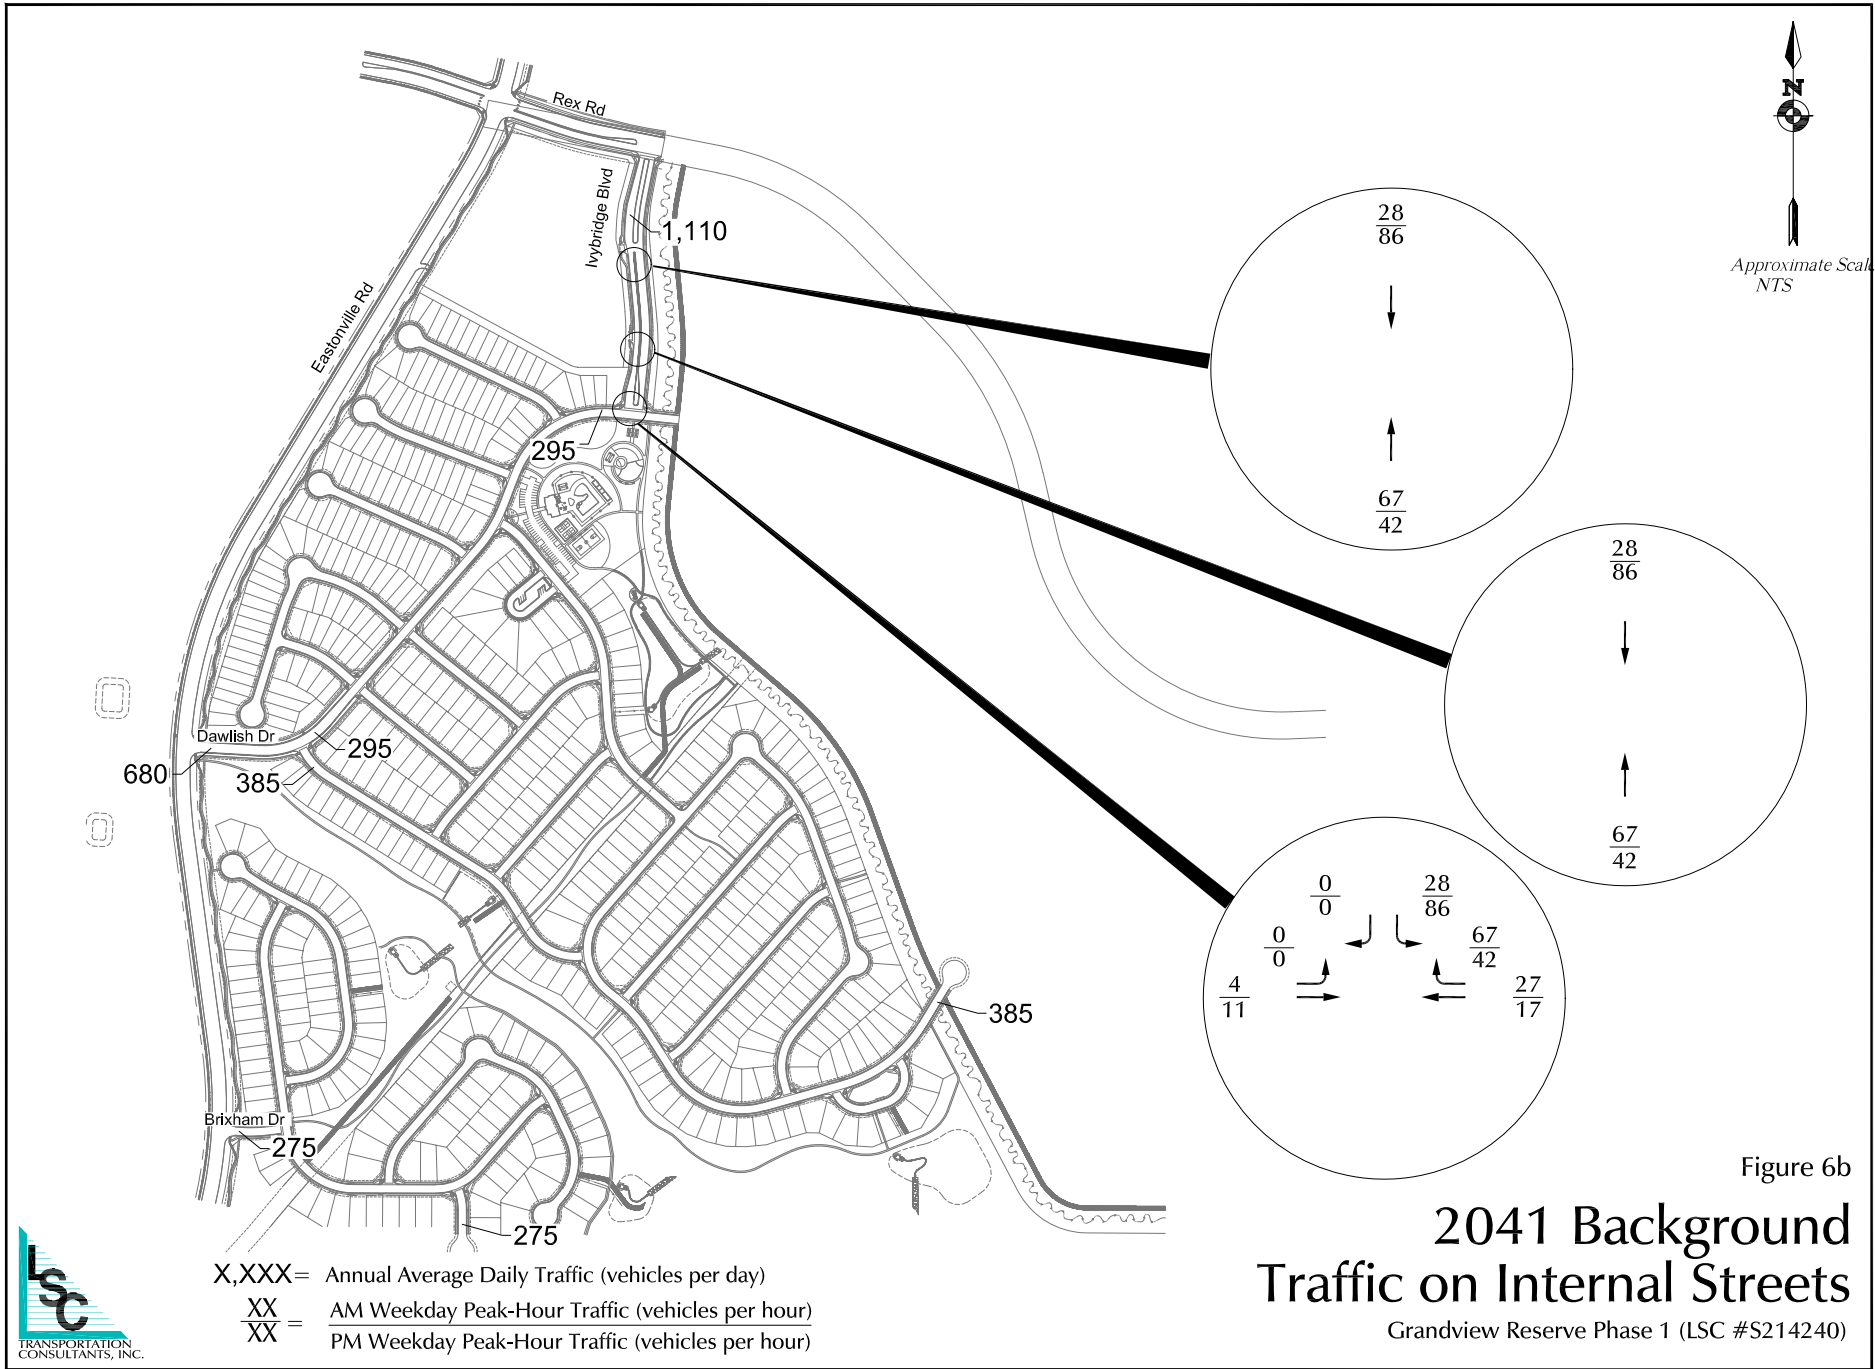 Rex Rd
N
Approximate Scale
NTS
Ivybridge Blvd
1,110
Eastonville Rd
28
86
67
42
295
28
86
67
42
Dawlish Dr
295
680
385
0
0
28
86
0
0
67
42
4
11
27
17
385
Brixham Dr
275
275
Figure 6b
2041 Background
Traffic on Internal Streets
Grandview Reserve Phase 1 (LSC #S214240)
X,XXX= Annual Average Daily Traffic (vehicles per day)
XX = AM Weekday Peak-Hour Traffic (vehicles per hour)
XX PM Weekday Peak-Hour Traffic (vehicles per hour)
LSC
TRANSPORTATION
CONSULTANTS, INC.